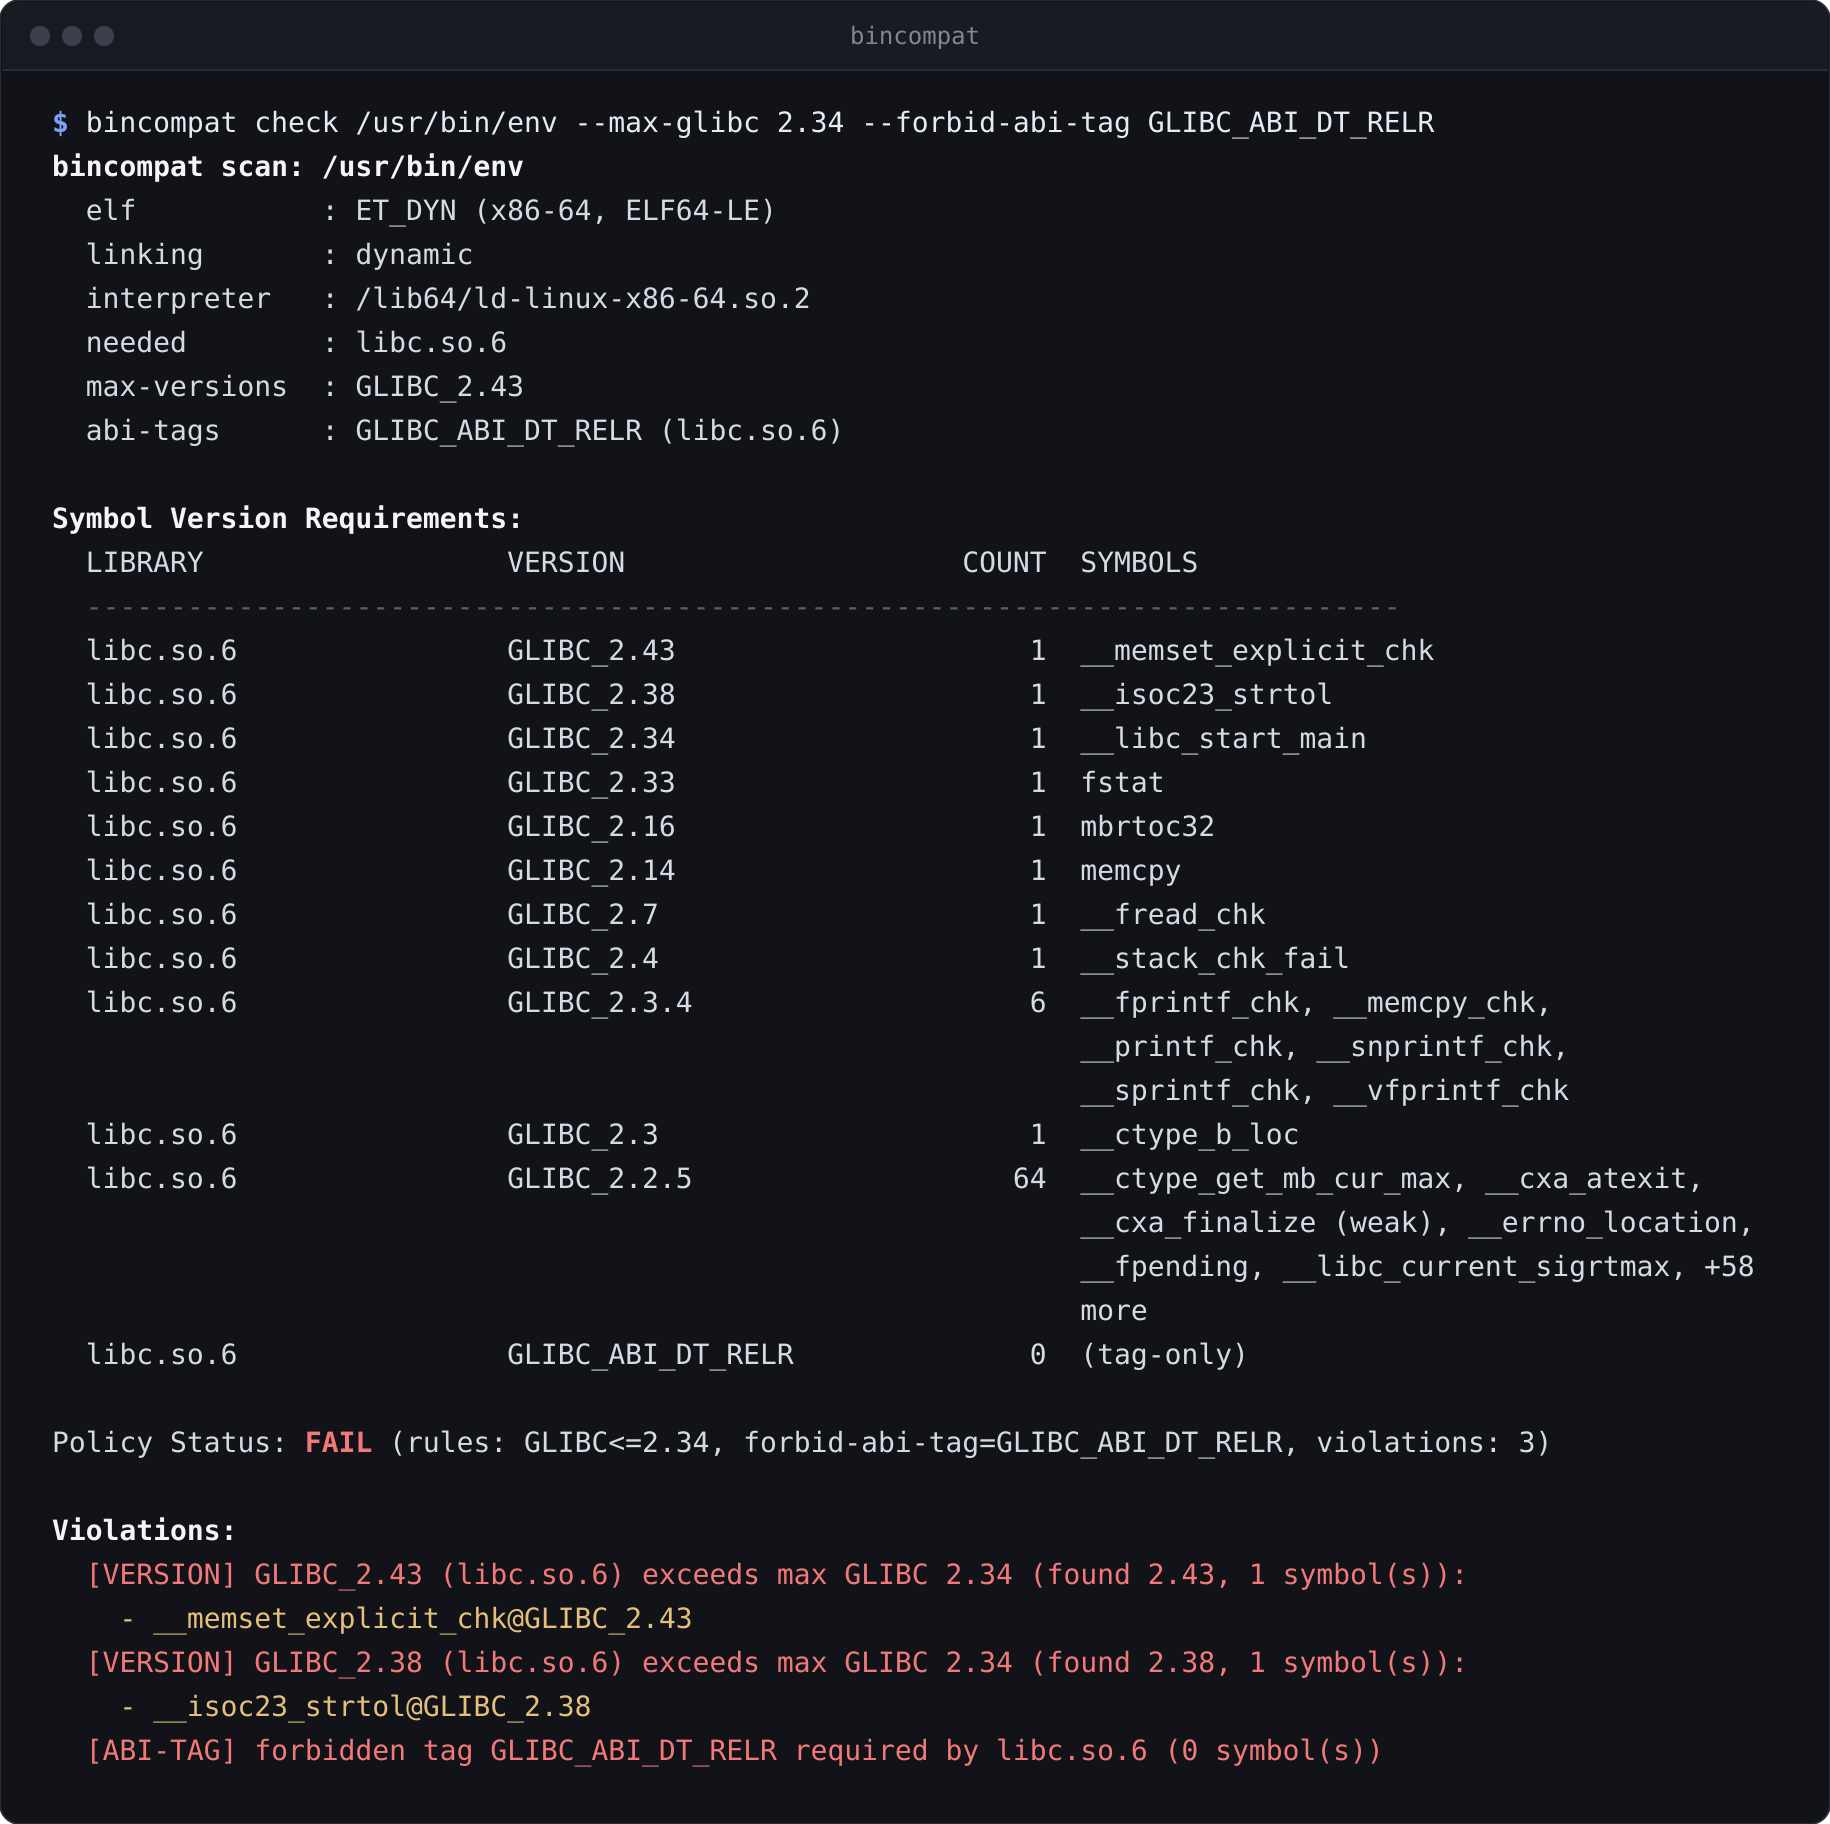 bincompat
$ bincompat check /usr/bin/env --max-glibc 2.34 --forbid-abi-tag GLIBC_ABI_DT_RELR
bincompat scan: /usr/bin/env
  elf           : ET_DYN (x86-64, ELF64-LE)
  linking       : dynamic
  interpreter   : /lib64/ld-linux-x86-64.so.2
  needed        : libc.so.6
  max-versions  : GLIBC_2.43
  abi-tags      : GLIBC_ABI_DT_RELR (libc.so.6)

Symbol Version Requirements:
  LIBRARY                  VERSION                    COUNT  SYMBOLS
  ------------------------------------------------------------------------------
  libc.so.6                GLIBC_2.43                     1  __memset_explicit_chk
  libc.so.6                GLIBC_2.38                     1  __isoc23_strtol
  libc.so.6                GLIBC_2.34                     1  __libc_start_main
  libc.so.6                GLIBC_2.33                     1  fstat
  libc.so.6                GLIBC_2.16                     1  mbrtoc32
  libc.so.6                GLIBC_2.14                     1  memcpy
  libc.so.6                GLIBC_2.7                      1  __fread_chk
  libc.so.6                GLIBC_2.4                      1  __stack_chk_fail
  libc.so.6                GLIBC_2.3.4                    6  __fprintf_chk, __memcpy_chk,
                                                             __printf_chk, __snprintf_chk,
                                                             __sprintf_chk, __vfprintf_chk
  libc.so.6                GLIBC_2.3                      1  __ctype_b_loc
  libc.so.6                GLIBC_2.2.5                   64  __ctype_get_mb_cur_max, __cxa_atexit,
                                                             __cxa_finalize (weak), __errno_location,
                                                             __fpending, __libc_current_sigrtmax, +58
                                                             more
  libc.so.6                GLIBC_ABI_DT_RELR              0  (tag-only)

Policy Status: FAIL (rules: GLIBC<=2.34, forbid-abi-tag=GLIBC_ABI_DT_RELR, violations: 3)

Violations:
  [VERSION] GLIBC_2.43 (libc.so.6) exceeds max GLIBC 2.34 (found 2.43, 1 symbol(s)):
    - __memset_explicit_chk@GLIBC_2.43
  [VERSION] GLIBC_2.38 (libc.so.6) exceeds max GLIBC 2.34 (found 2.38, 1 symbol(s)):
    - __isoc23_strtol@GLIBC_2.38
  [ABI-TAG] forbidden tag GLIBC_ABI_DT_RELR required by libc.so.6 (0 symbol(s))